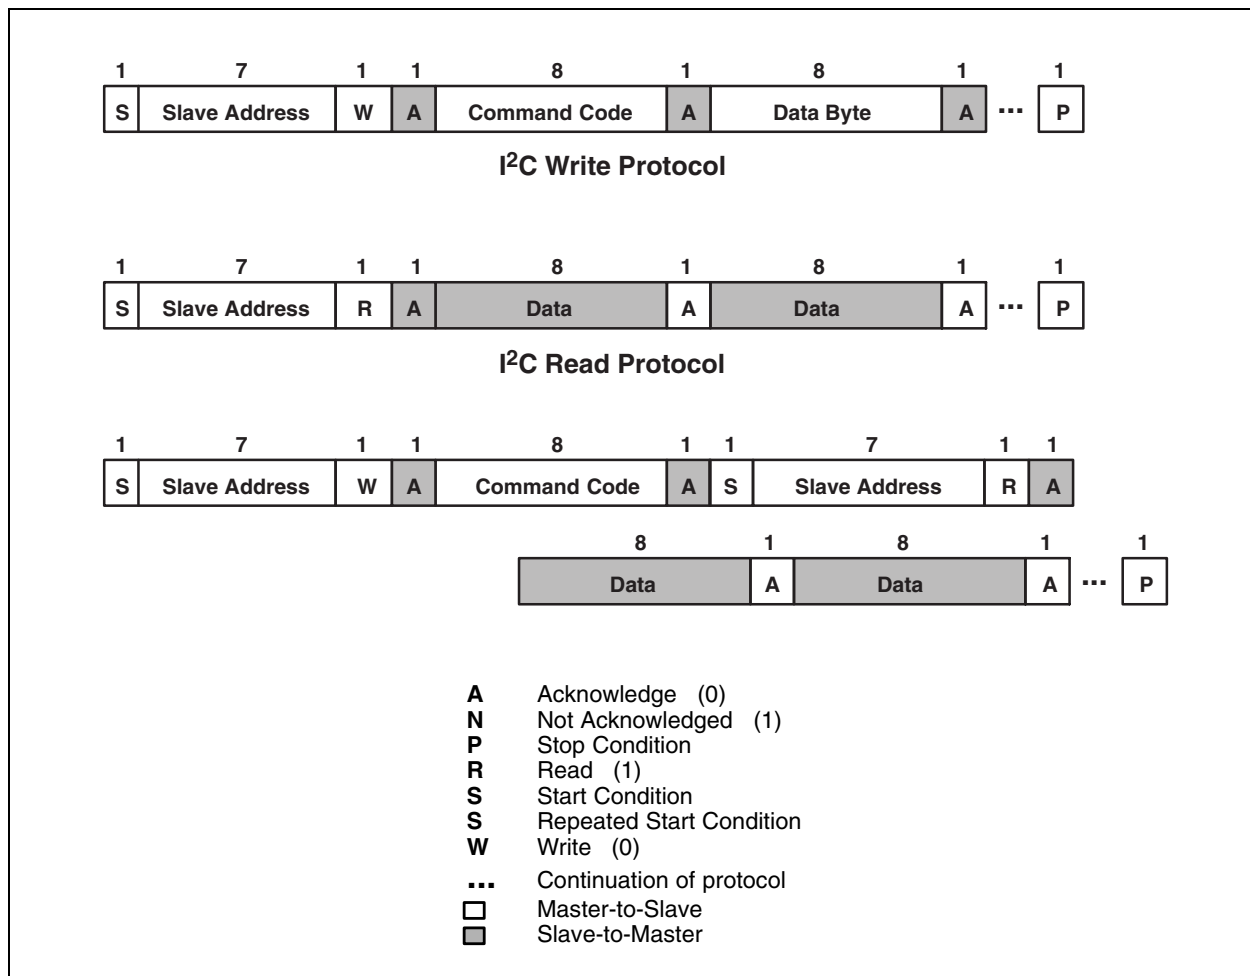 1 7 1 1 8 1 8 1 1
S Slave Address W A Command Code A Data Byte A ... P
I2C Write Protocol
1 7 1 1 8 1 8 1 1
S Slave Address R A Data A Data A ... P
I2C Read Protocol
1 7 1 1 8 1 1 7 1 1
S Slave Address W A Command Code A S Slave Address R A
8 1 8 1 1
Data A Data A ... P
A Acknowledge (0)
N Not Acknowledged (1)
P Stop Condition
R Read (1)
S Start Condition
S Repeated Start Condition
W Write (0)
... Continuation of protocol
Master-to-Slave
Slave-to-Master